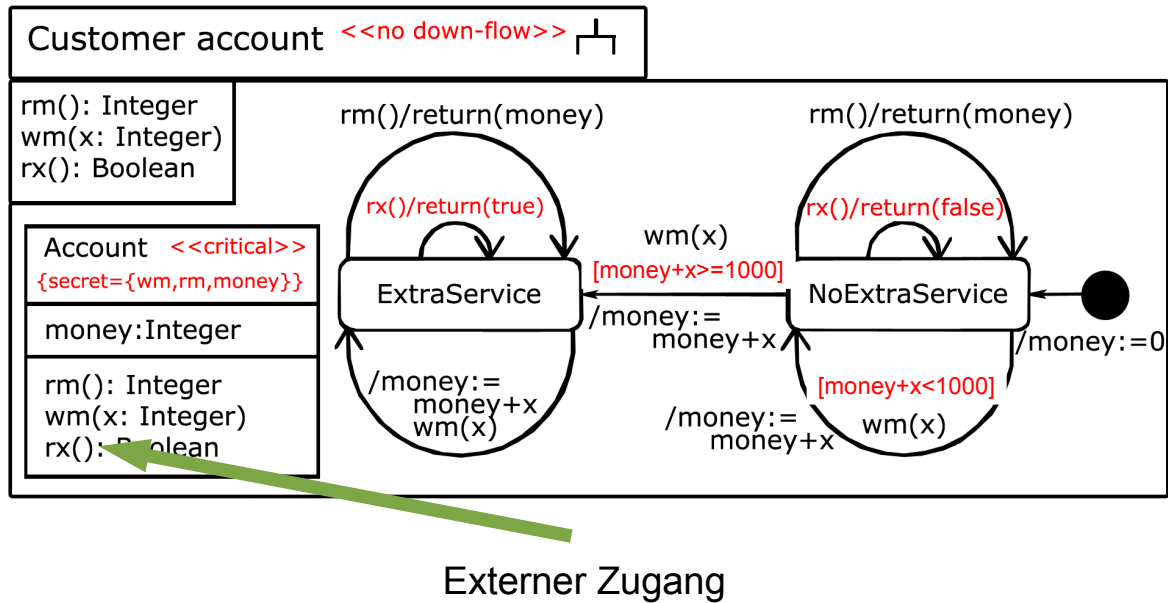 Customer account <<no down-flow>>
rm(): Integer
wm(x: Integer)
rx(): Boolean
Account <<critical>>
{secret={wm,rm,money}}
money:Integer
rm(): Integer
wm(x: Integer)
rx(): Boolean
rm()/return(money)
rx()/return(true)
ExtraService
/money:=
money+x
wm(x)
wm(x)
[money+x>=1000]
/money:=
money+x
rm()/return(money)
rx()/return(false)
NoExtraService
/money:=0
[money+x<1000]
/money:=
money+x
wm(x)
Externer Zugang